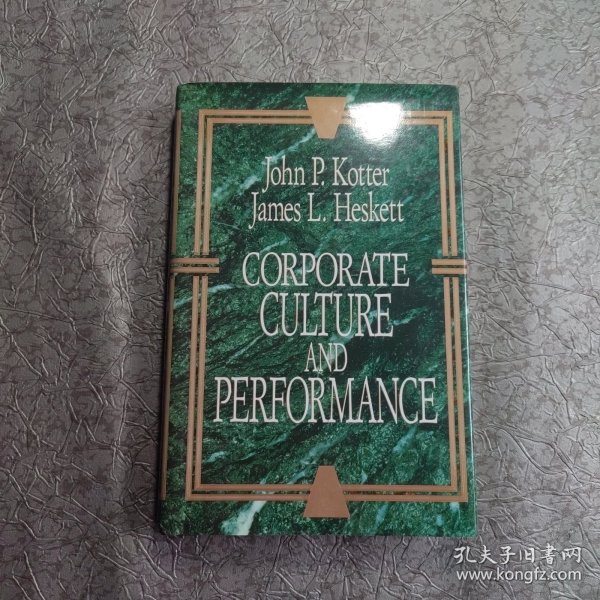 John P. Kotter
James L. Heskett
CORPORATE
CULTURE
AND
PERFORMANCE
孔夫子旧书网
www.kongfz.com